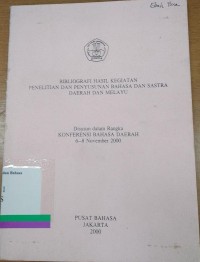 BIBLIOGRAFI HASIL KEGIATAN
PENELITIAN DAN PENYUSUNAN BAHASA DAN SASTRA
DAERAH DAN MELAYU
Disusun dalam Rangka
KONFERENSI BAHASA DAERAH
6—8 November 2000
PUSAT BAHASA
JAKARTA
2000